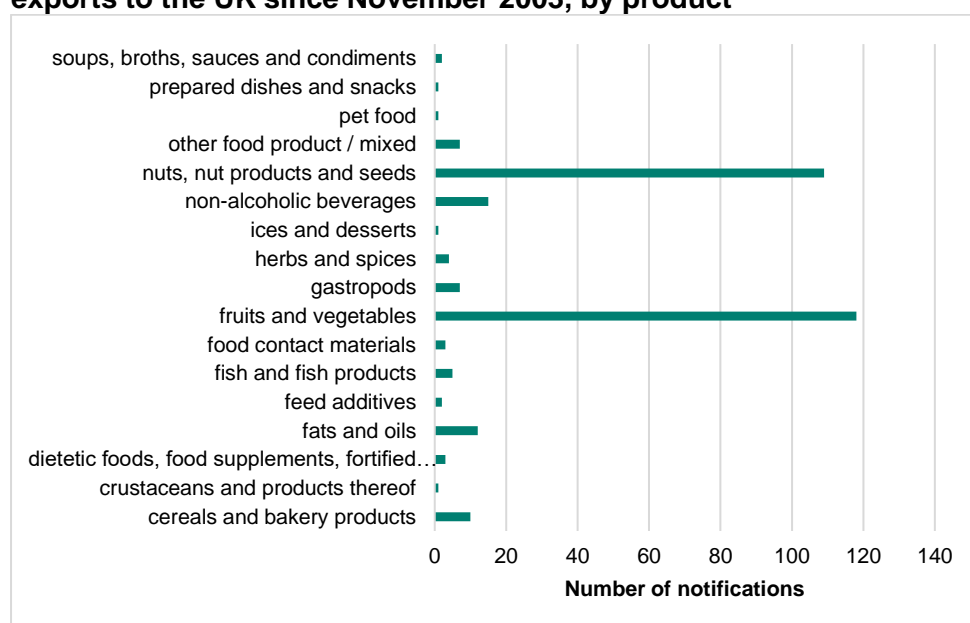 exports to the UK since November 2005, by product
soups, broths, sauces and condiments
prepared dishes and snacks
pet food
other food product / mixed
nuts, nut products and seeds
non-alcoholic beverages
ices and desserts
herbs and spices
gastropods
fruits and vegetables
food contact materials
fish and fish products
feed additives
fats and oils
dietetic foods, food supplements, fortified…
crustaceans and products thereof
cereals and bakery products
0 20 40 60 80 100 120 140
Number of notifications